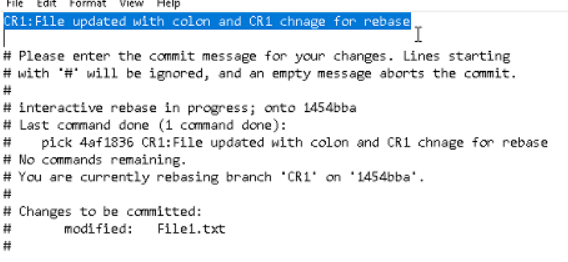 File Edit Format View Help
CR1:File updated with colon and CR1 chnage for rebase
# Please enter the commit message for your changes. Lines starting
# with '#' will be ignored, and an empty message aborts the commit.
#
# interactive rebase in progress; onto 1454bba
# Last command done (1 command done):
#    pick 4af1836 CR1:File updated with colon and CR1 chnage for rebase
# No commands remaining.
# You are currently rebasing branch 'CR1' on '1454bba'.
#
# Changes to be committed:
#       modified:   File1.txt
#